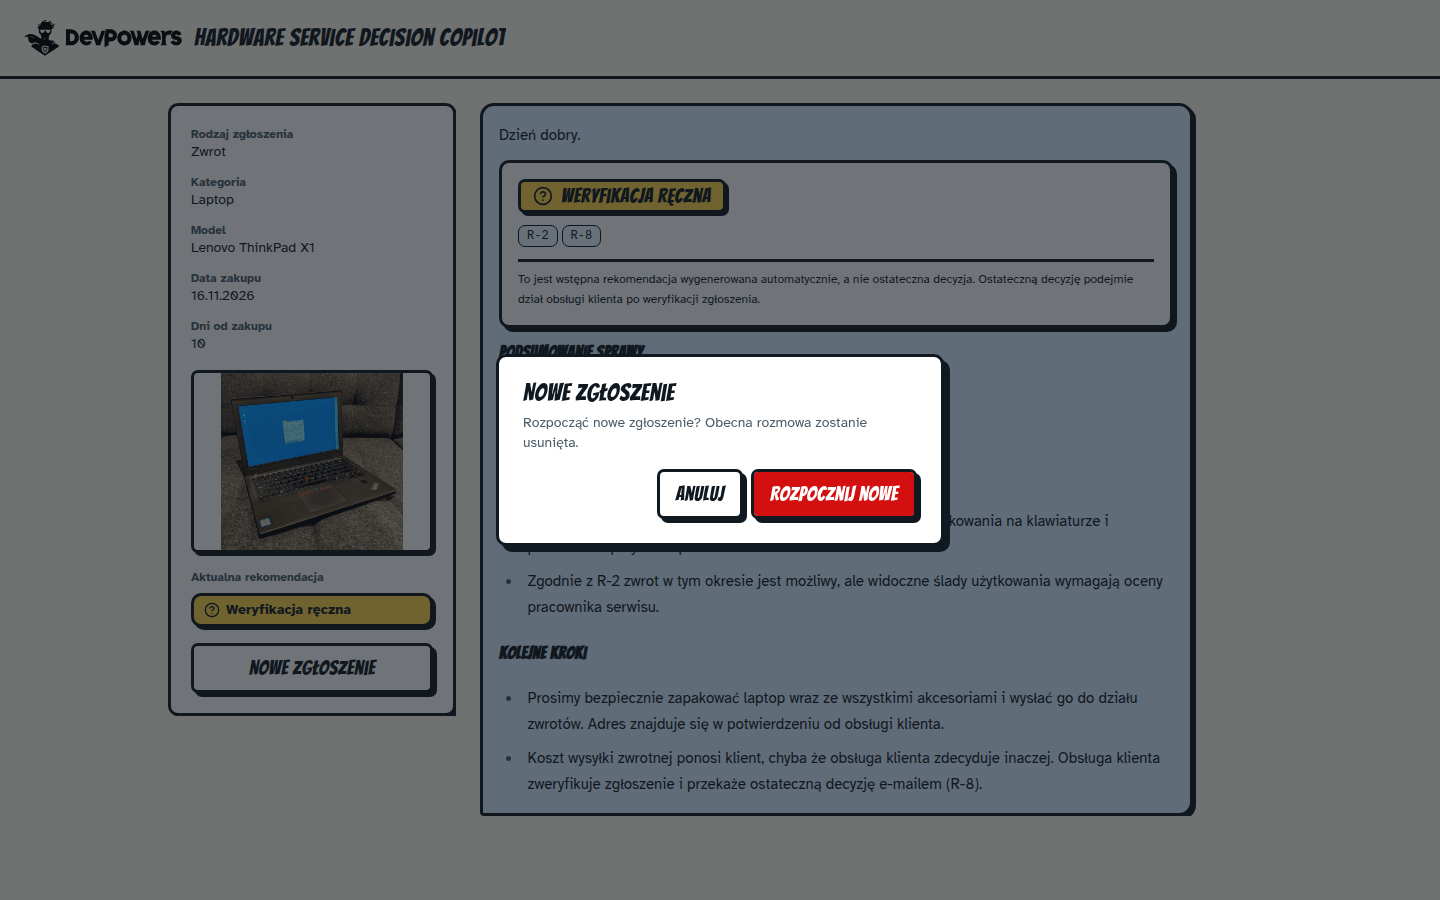 DevPowers HARDWARE SERVICE DECISION COPILOT
Rodzaj zgłoszenia
Zwrot
Kategoria
Laptop
Model
Lenovo ThinkPad X1
Data zakupu
16.11.2026
Dni od zakupu
10
Aktualna rekomendacja
Weryfikacja ręczna
NOWE ZGŁOSZENIE
Dzień dobry.
WERYFIKACJA RĘCZNA
R-2 R-8
To jest wstępna rekomendacja wygenerowana automatycznie, a nie ostateczna decyzja. Ostateczną decyzję podejmie
dział obsługi klienta po weryfikacji zgłoszenia.
PODSUMOWANIE SPRAWY
NOWE ZGŁOSZENIE
Rozpocząć nowe zgłoszenie? Obecna rozmowa zostanie
usunięta.
ANULUJ ROZPOCZNIJ NOWE
kowania na klawiaturze i
Zgodnie z R-2 zwrot w tym okresie jest możliwy, ale widoczne ślady użytkowania wymagają oceny
pracownika serwisu.
KOLEJNE KROKI
Prosimy bezpiecznie zapakować laptop wraz ze wszystkimi akcesoriami i wysłać go do działu
zwrotów. Adres znajduje się w potwierdzeniu od obsługi klienta.
Koszt wysyłki zwrotnej ponosi klient, chyba że obsługa klienta zdecyduje inaczej. Obsługa klienta
zweryfikuje zgłoszenie i przekaże ostateczną decyzję e-mailem (R-8).